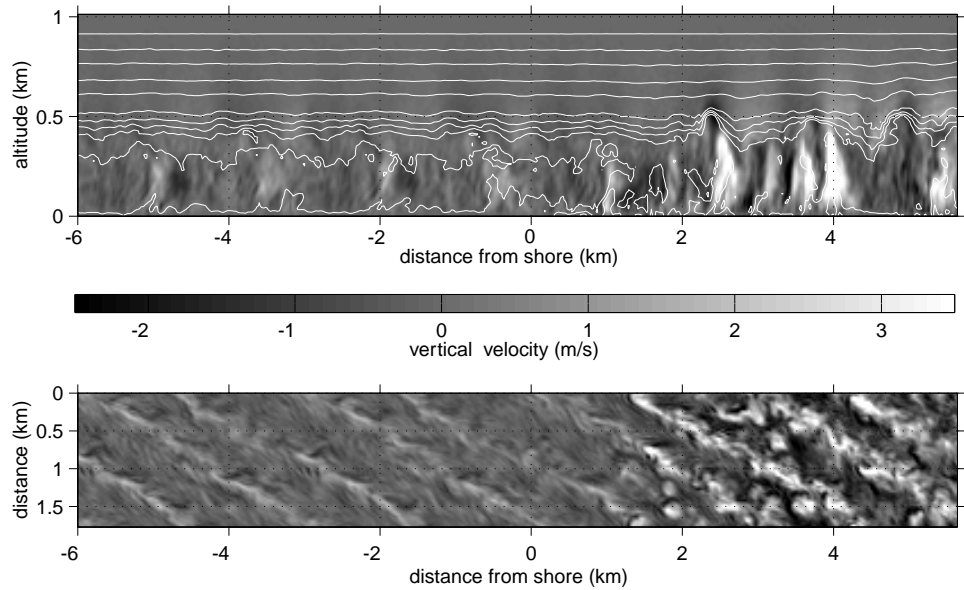 1
0.5
0
altitude (km)
-6 -4 -2 0 2 4
distance from shore (km)
-2 -1 0 1 2 3
vertical velocity (m/s)
0
0.5
1
1.5
distance (km)
-6 -4 -2 0 2 4
distance from shore (km)